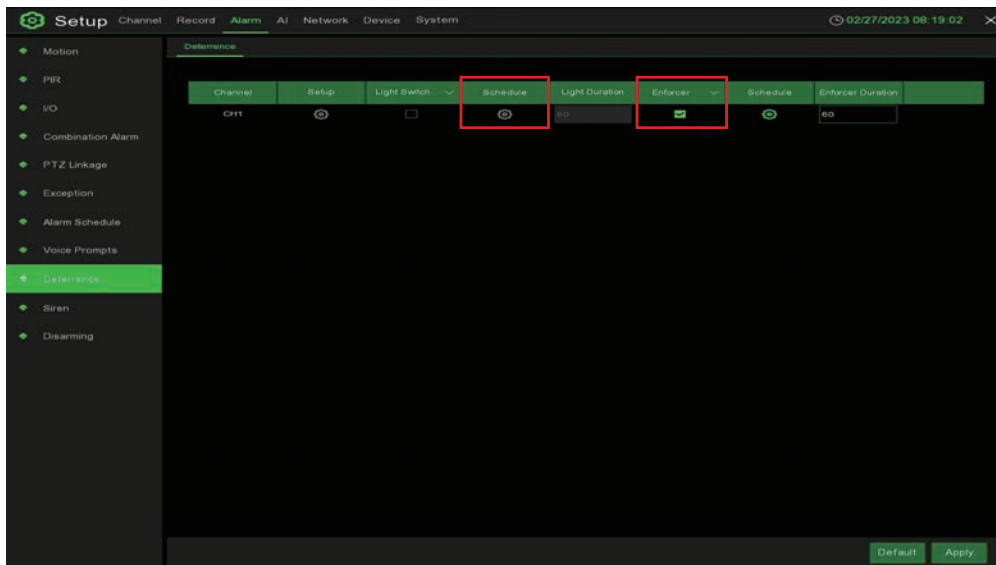 Setup Channel Record Alarm AI Network Device System 02/27/2023 08:19:02
Motion
PIR
I/O
Combination Alarm
PTZ Linkage
Exception
Alarm Schedule
Voice Prompts
Deterrence
Siren
Disarming
Deterrence
Channel Setup Light Switch Schedule Light Duration Enforcer Schedule Enforcer Duration
CH1 60 60
Default Apply